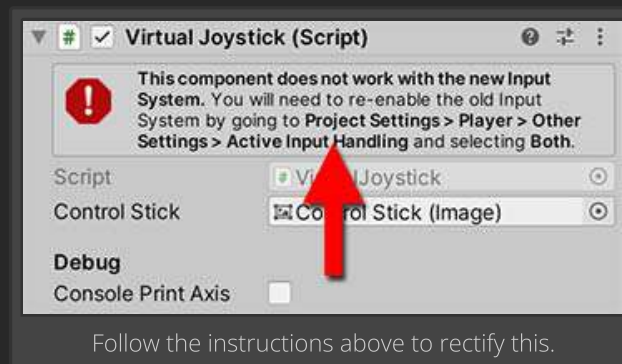 Virtual Joystick (Script)
This component does not work with the new Input
System. You will need to re-enable the old Input
System by going to Project Settings > Player > Other
Settings > Active Input Handling and selecting Both.
Script
# Joystick
Control Stick
Stick (Image)
Debug
Console Print Axis
Follow the instructions above to rectify this.